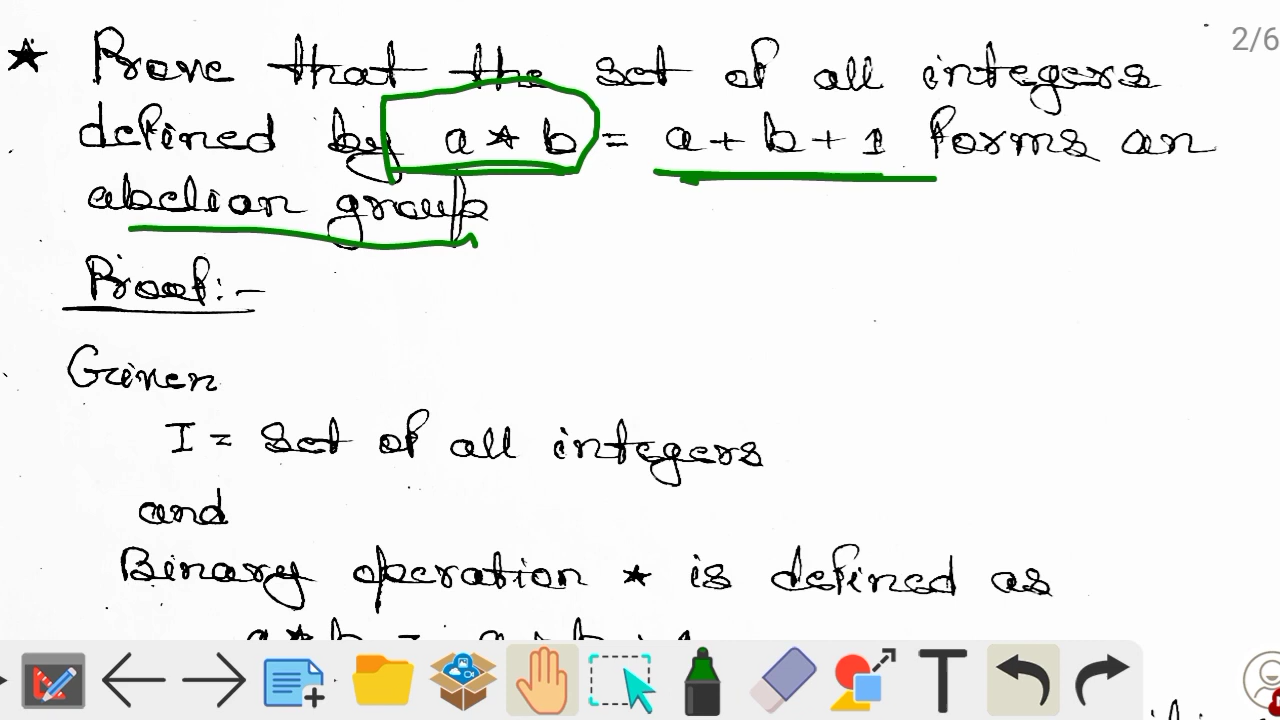 2/6
★ Prove that the set of all integers
defined by a ★ b = a + b + 1 forms an
abelian group
Proof:-
Given
I = Set of all integers
and
Binary operation ★ is defined as
a ★ b = a + b + 1
T